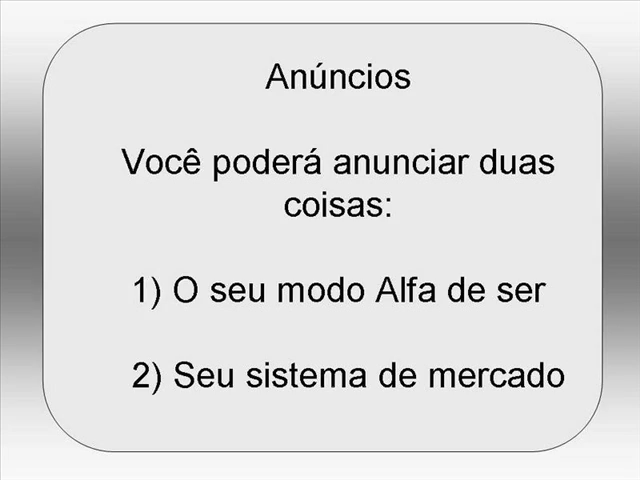 Anúncios
Você poderá anunciar duas
coisas:
1) O seu modo Alfa de ser
2) Seu sistema de mercado